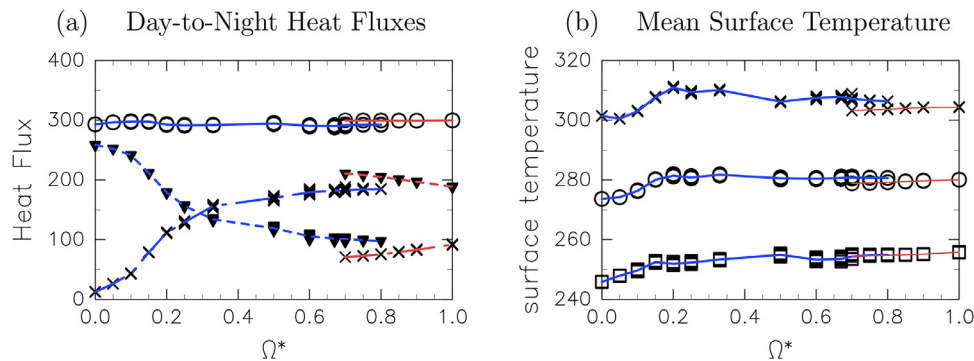 (a) Day-to-Night Heat Fluxes
400
300
200
100
0
Heat Flux
0.0 0.2 0.4 0.6 0.8 1.0
Ω*
(b) Mean Surface Temperature
320
300
280
260
240
surface temperature
0.0 0.2 0.4 0.6 0.8 1.0
Ω*